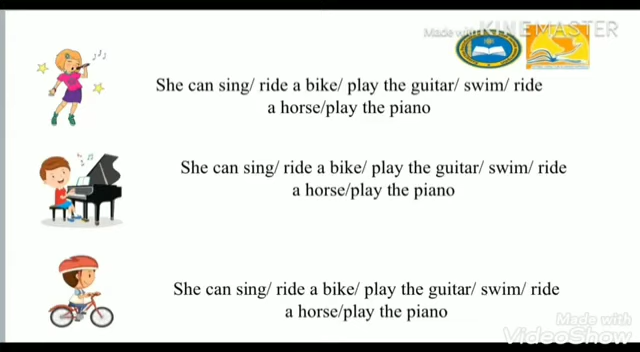 Made with KINEMASTER
She can sing/ ride a bike/ play the guitar/ swim/ ride
a horse/play the piano
She can sing/ ride a bike/ play the guitar/ swim/ ride
a horse/play the piano
She can sing/ ride a bike/ play the guitar/ swim/ ride
a horse/play the piano
Made with
VideoShow